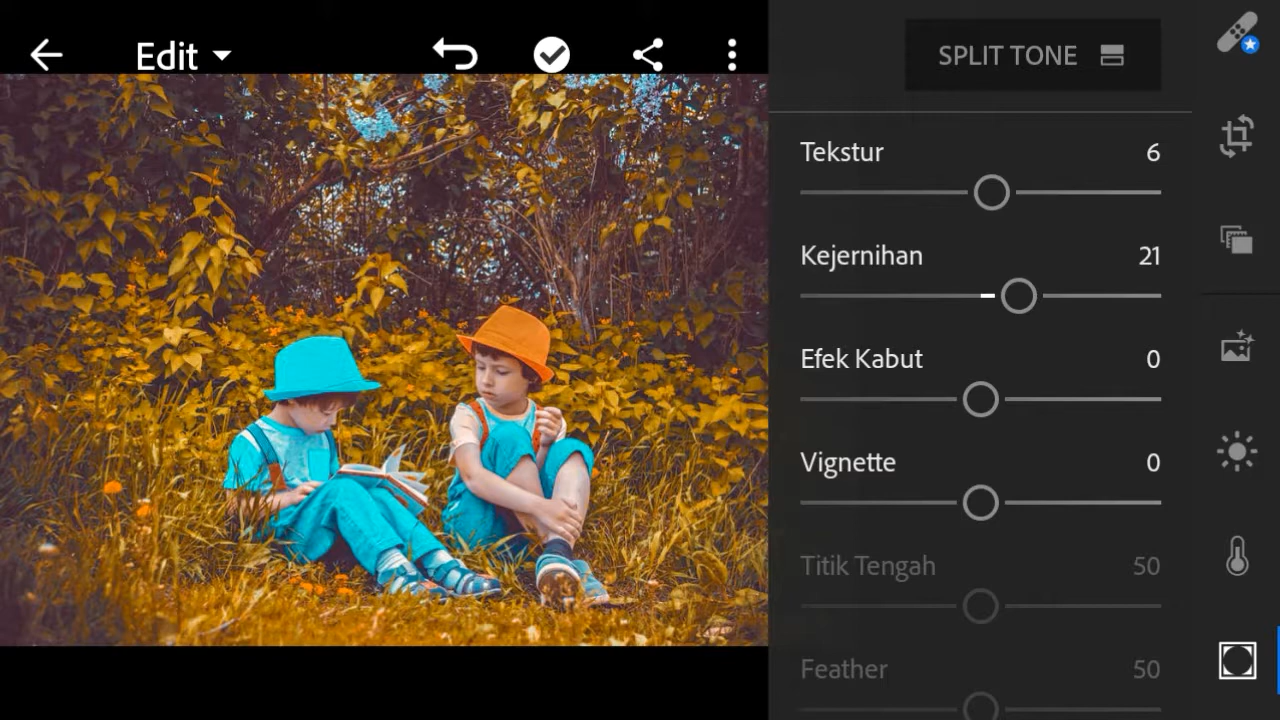 Edit
SPLIT TONE
Tekstur 6
Kejernihan 21
Efek Kabut 0
Vignette 0
Titik Tengah 50
Feather 50